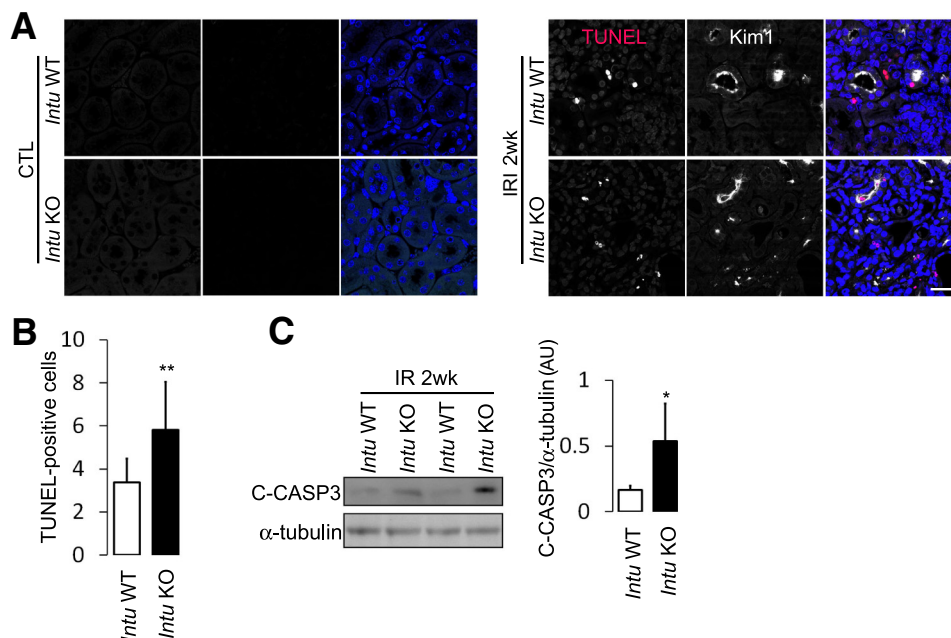 A
CTL
Intu WT
Intu KO
IRI 2wk
Intu WT
Intu KO
TUNEL
Kim1
B
TUNEL-positive cells
10
8
6
4
2
0
**
Intu WT
Intu KO
C
IR 2wk
Intu WT
Intu KO
Intu WT
Intu KO
C-CASP3
α-tubulin
C-CASP3/α-tubulin (AU)
1
0.5
0
*
Intu WT
Intu KO